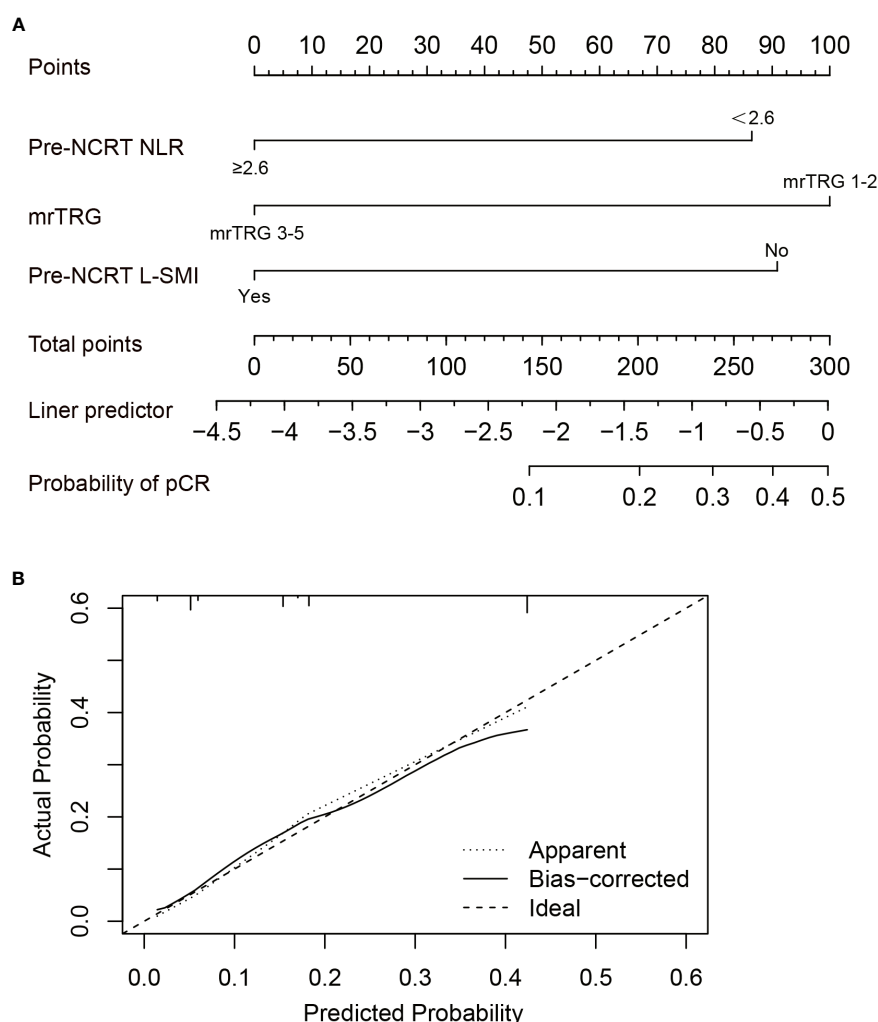 A
Points 0 10 20 30 40 50 60 70 80 90 100
<2.6
Pre-NCRT NLR
≥2.6
mrTRG 1-2
mrTRG
mrTRG 3-5
No
Pre-NCRT L-SMI
Yes
Total points
0 50 100 150 200 250 300
Liner predictor
−4.5 −4 −3.5 −3 −2.5 −2 −1.5 −1 −0.5 0
Probability of pCR
0.1 0.2 0.3 0.4 0.5
B
Actual Probability
0.6
0.4
0.2
0.0
Apparent
Bias−corrected
Ideal
0.0 0.1 0.2 0.3 0.4 0.5 0.6
Predicted Probability